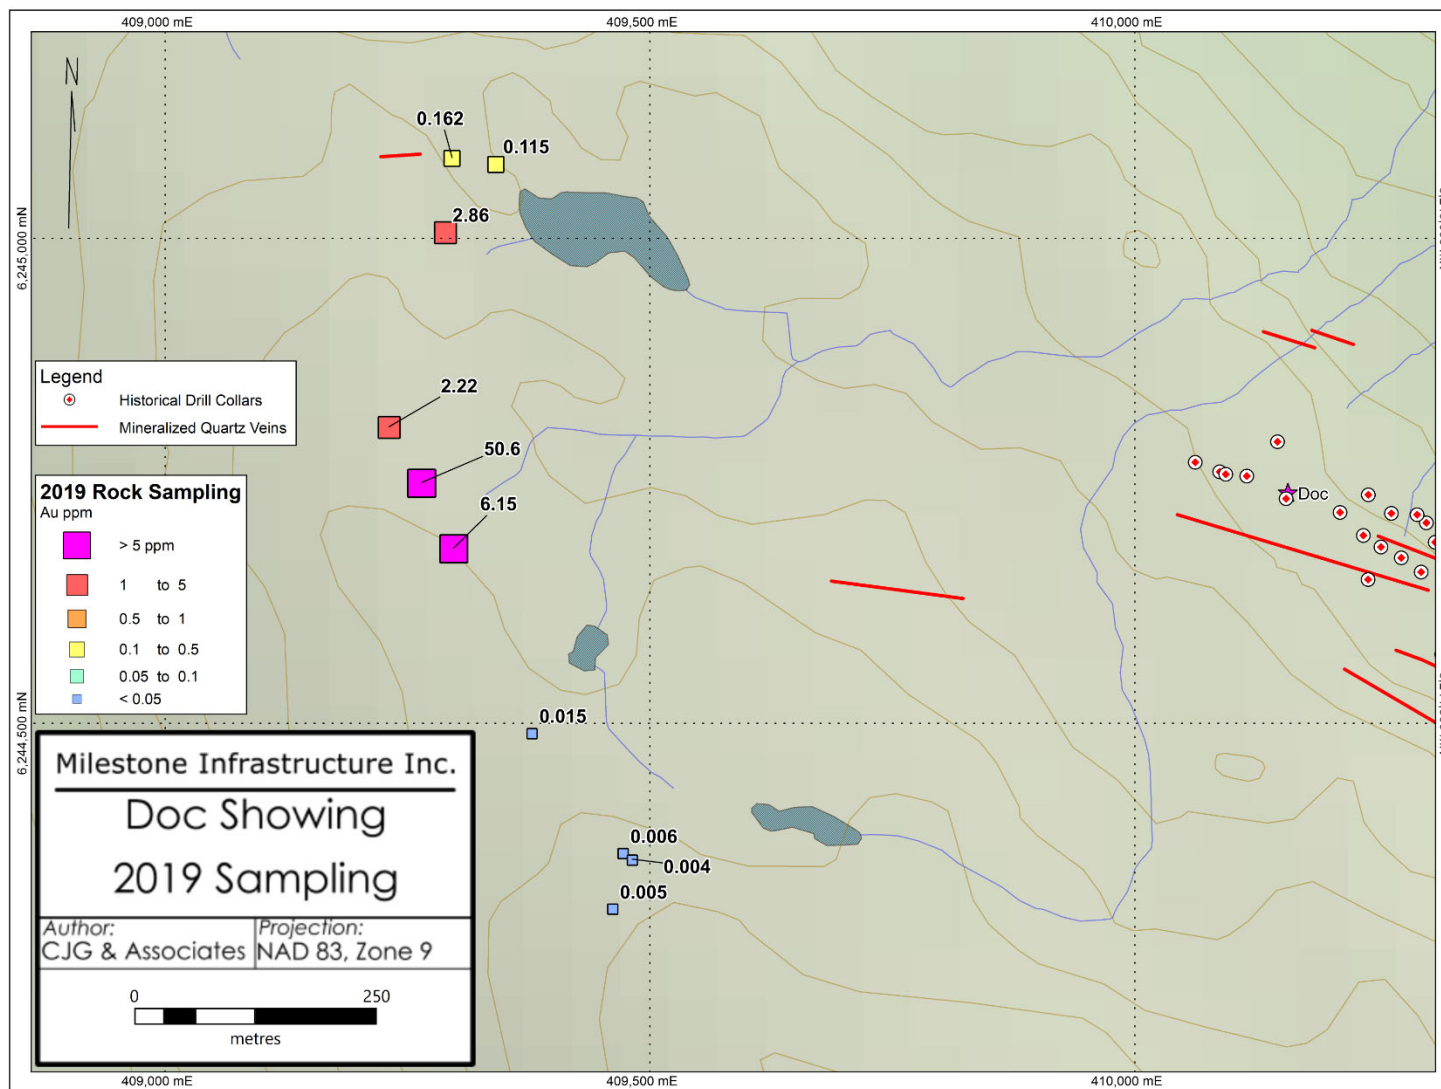 409,000 mE
409,500 mE
410,000 mE
N
0.162
0.115
2.86
6,245,000 mN
Legend
Historical Drill Collars
Mineralized Quartz Veins
2.22
50.6
6.15
Doc
2019 Rock Sampling
Au ppm
> 5 ppm
1 to 5
0.5 to 1
0.1 to 0.5
0.05 to 0.1
< 0.05
6,244,500 mN
0.015
0.006
0.004
0.005
Milestone Infrastructure Inc.
Doc Showing
2019 Sampling
Author:
CJG & Associates
Projection:
NAD 83, Zone 9
0
250
metres
409,000 mE
409,500 mE
410,000 mE